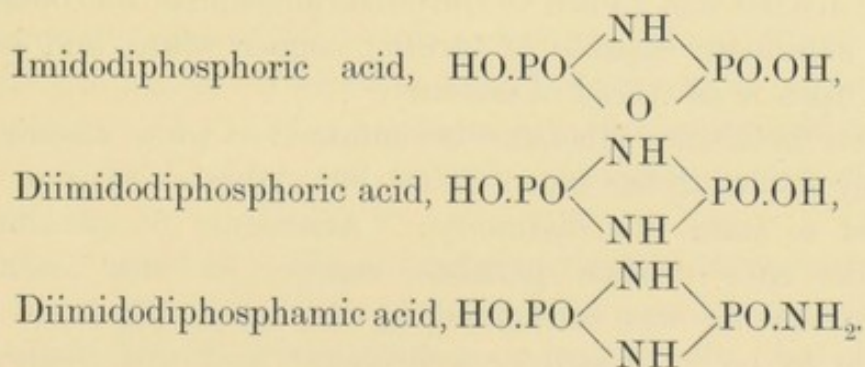 NH
Imidodiphosphoric acid, HO.PO PO.OH,
O
NH
Diimidodiphosphoric acid, HO.PO PO.OH,
NH
NH
Diimidodiphosphamic acid, HO.PO PO.NH₂.
NH